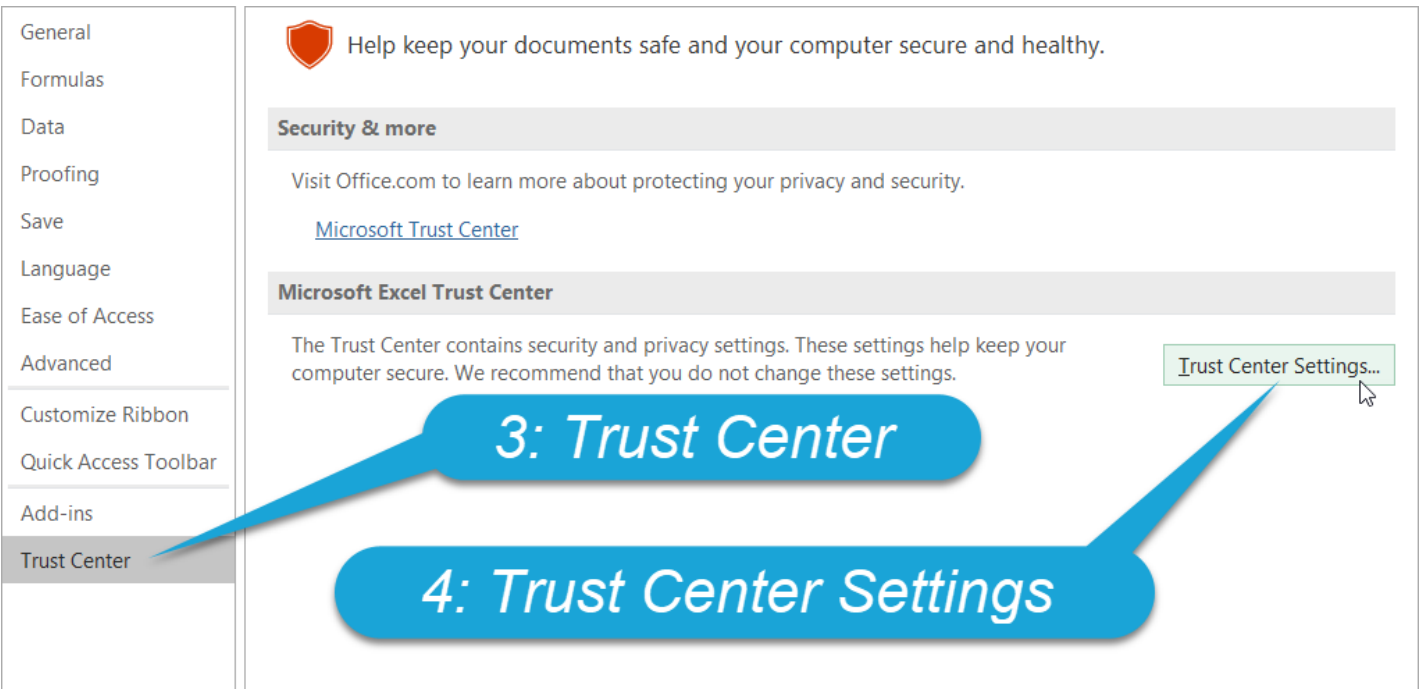 General
Formulas
Data
Proofing
Save
Language
Ease of Access
Advanced
Customize Ribbon
Quick Access Toolbar
Add-ins
Trust Center
Help keep your documents safe and your computer secure and healthy.
Security & more
Visit Office.com to learn more about protecting your privacy and security.
Microsoft Trust Center
Microsoft Excel Trust Center
The Trust Center contains security and privacy settings. These settings help keep your
computer secure. We recommend that you do not change these settings.
Trust Center Settings...
3: Trust Center
4: Trust Center Settings